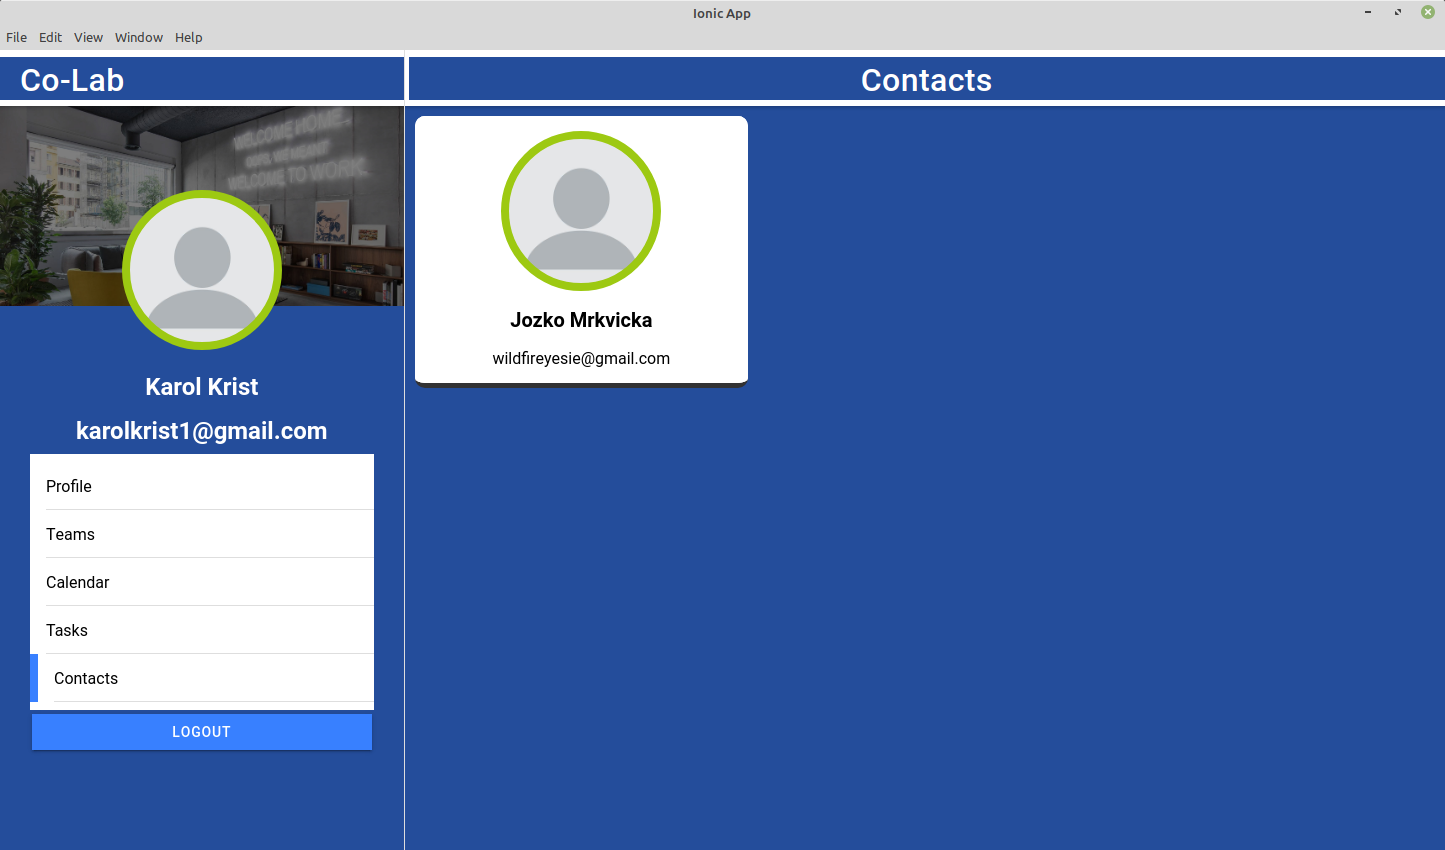 Ionic App
File Edit View Window Help
Co-Lab
Contacts
WELCOME HOME...
WELCOME TO WORK.
Karol Krist
karolkrist1@gmail.com
Profile
Teams
Calendar
Tasks
Contacts
LOGOUT
Jozko Mrkvicka
wildfireyesie@gmail.com